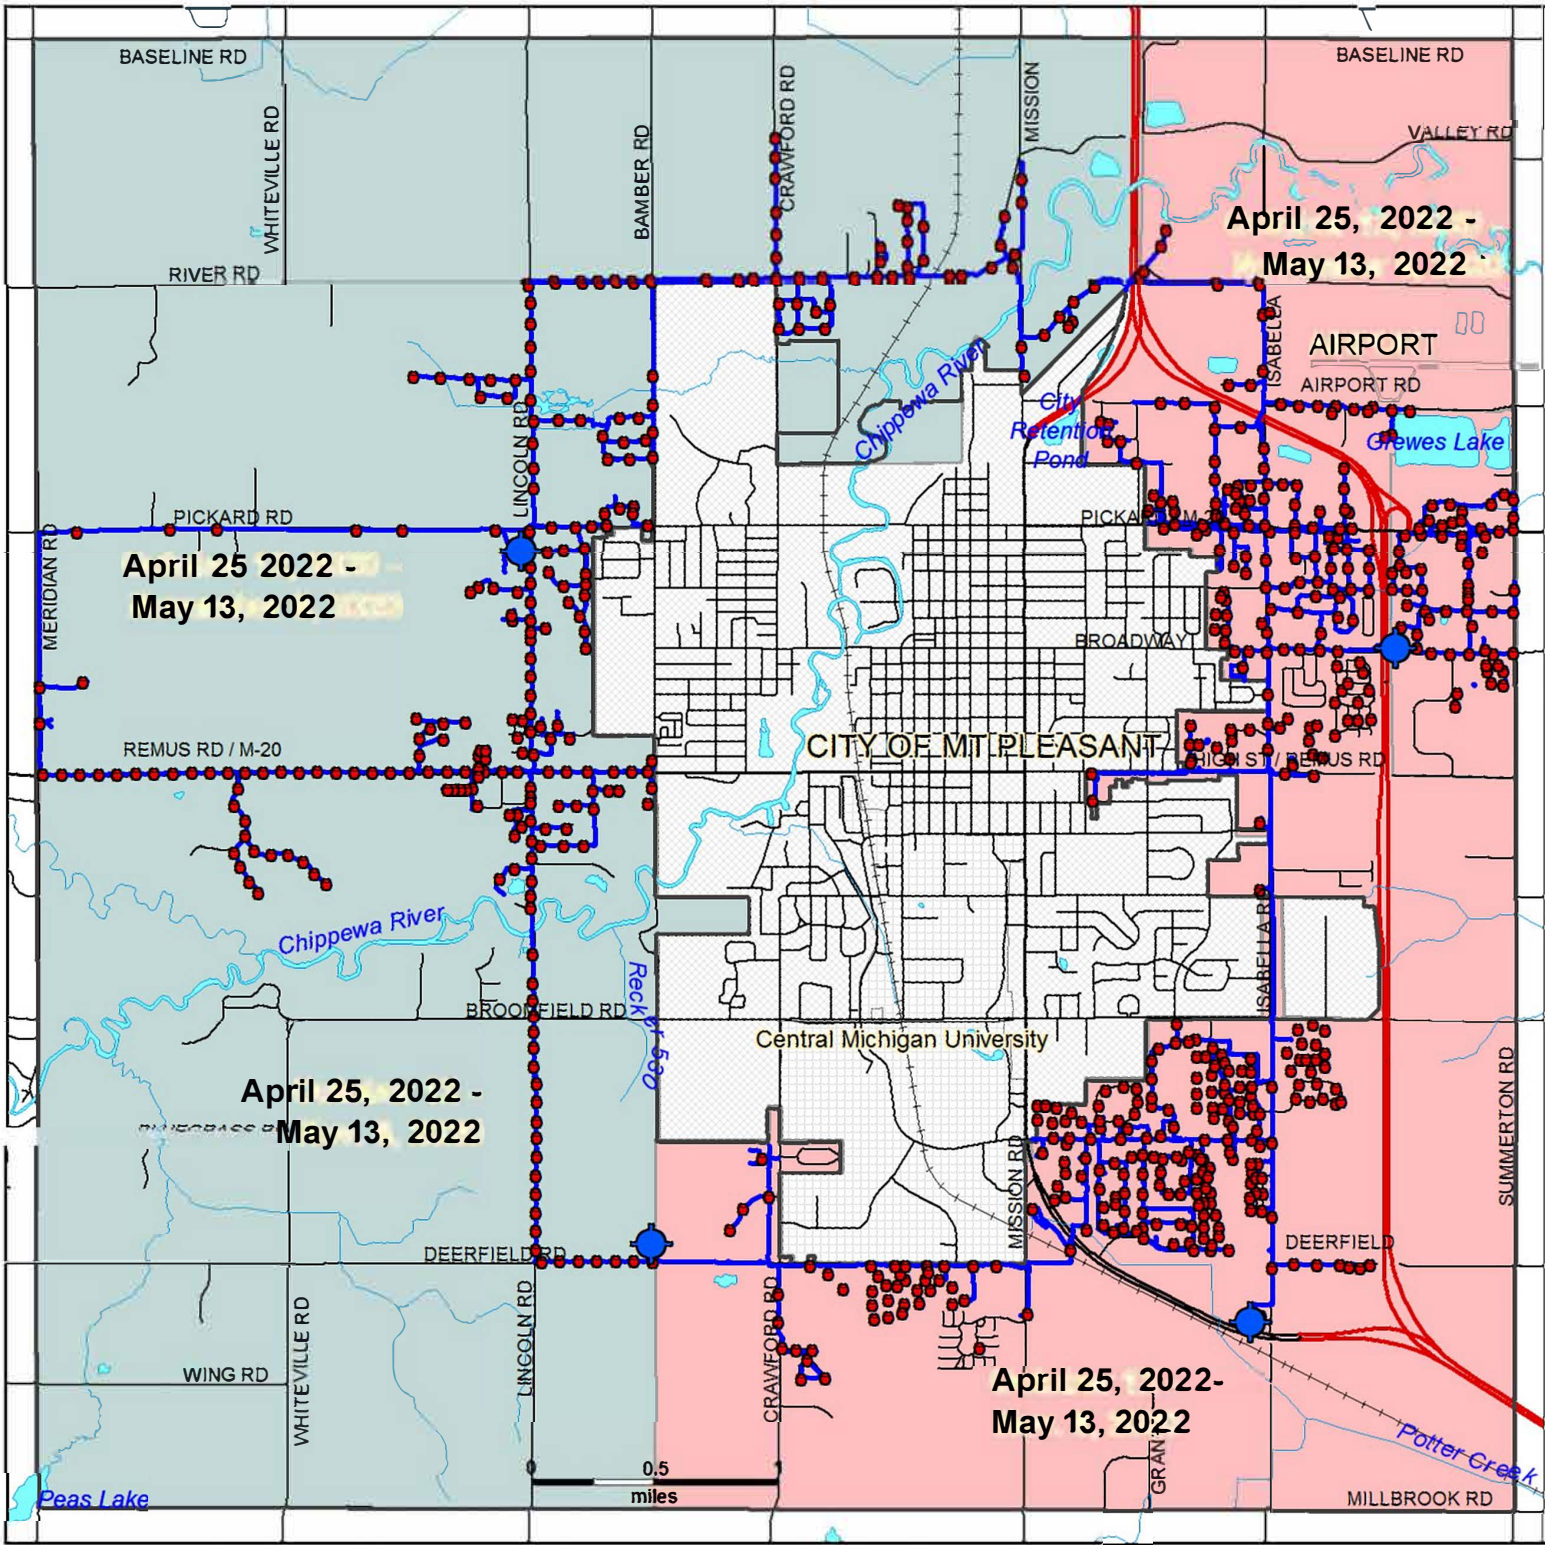 BASELINE RD
BASELINE RD
WHITEVILLE RD
BAMBER RD
CRAWFORD RD
MISSION
VALLEY RD
April 25, 2022 -
May 13, 2022
RIVER RD
ISABELLA
AIRPORT
AIRPORT RD
Chippewa River
City
Retention
Pond
Grewes Lake
LINCOLN RD
PICKARD RD
MERIDIAN RD
April 25 2022 -
May 13, 2022
BROADWAY
REMUS RD / M-20
CITY OF MT PLEASANT
HIGH ST / REMUS RD
Chippewa River
BROOMFIELD RD
ISABELLA RD
Central Michigan University
April 25, 2022 -
May 13, 2022
SUMMERTON RD
MISSION RD
DEERFIELD RD
DEERFIELD
WING RD
WHITEVILLE RD
LINCOLN RD
CRAWFORD RD
April 25, 2022-
May 13, 2022
Potter Creek
0 0.5 1
miles
Peas Lake
MILLBROOK RD